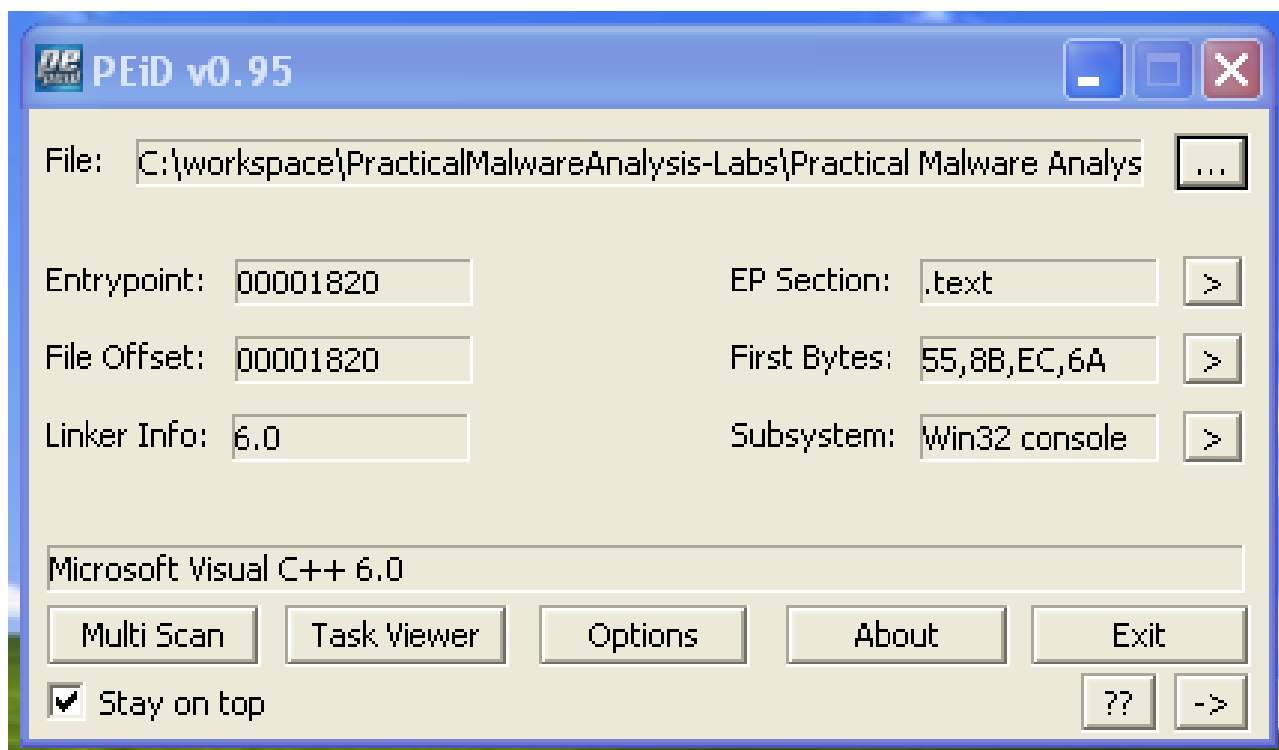 PEiD v0.95
File: C:\workspace\PracticalMalwareAnalysis-Labs\Practical Malware Analys ...
Entrypoint: 00001820 EP Section: .text >
File Offset: 00001820 First Bytes: 55,8B,EC,6A >
Linker Info: 6.0 Subsystem: Win32 console >
Microsoft Visual C++ 6.0
Multi Scan Task Viewer Options About Exit
Stay on top ?? ->